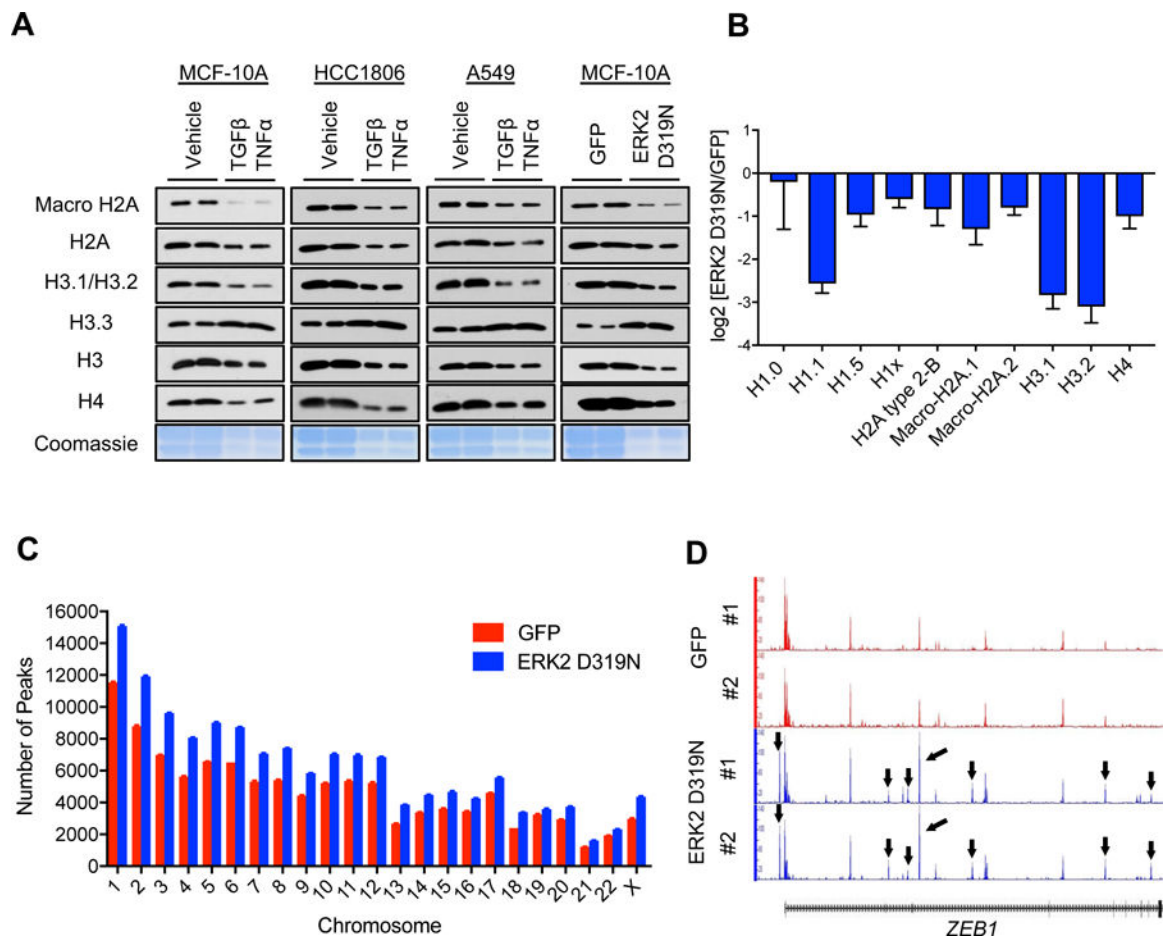 A
MCF-10A HCC1806 A549 MCF-10A
Vehicle TGFβ TNFα Vehicle TGFβ TNFα Vehicle TGFβ TNFα GFP ERK2 D319N
Macro H2A
H2A
H3.1/H3.2
H3.3
H3
H4
Coomassie
B
log2 [ERK2 D319N/GFP]
1
0
-1
-2
-3
-4
H1.0 H1.1 H1.5 H1x H2A type 2-B Macro-H2A.1 Macro-H2A.2 H3.1 H3.2 H4
C
Number of Peaks
16000
14000
12000
10000
8000
6000
4000
2000
0
GFP
ERK2 D319N
1 2 3 4 5 6 7 8 9 10 11 12 13 14 15 16 17 18 19 20 21 22 X
Chromosome
D
GFP
#1
#2
ERK2 D319N
#1
#2
ZEB1